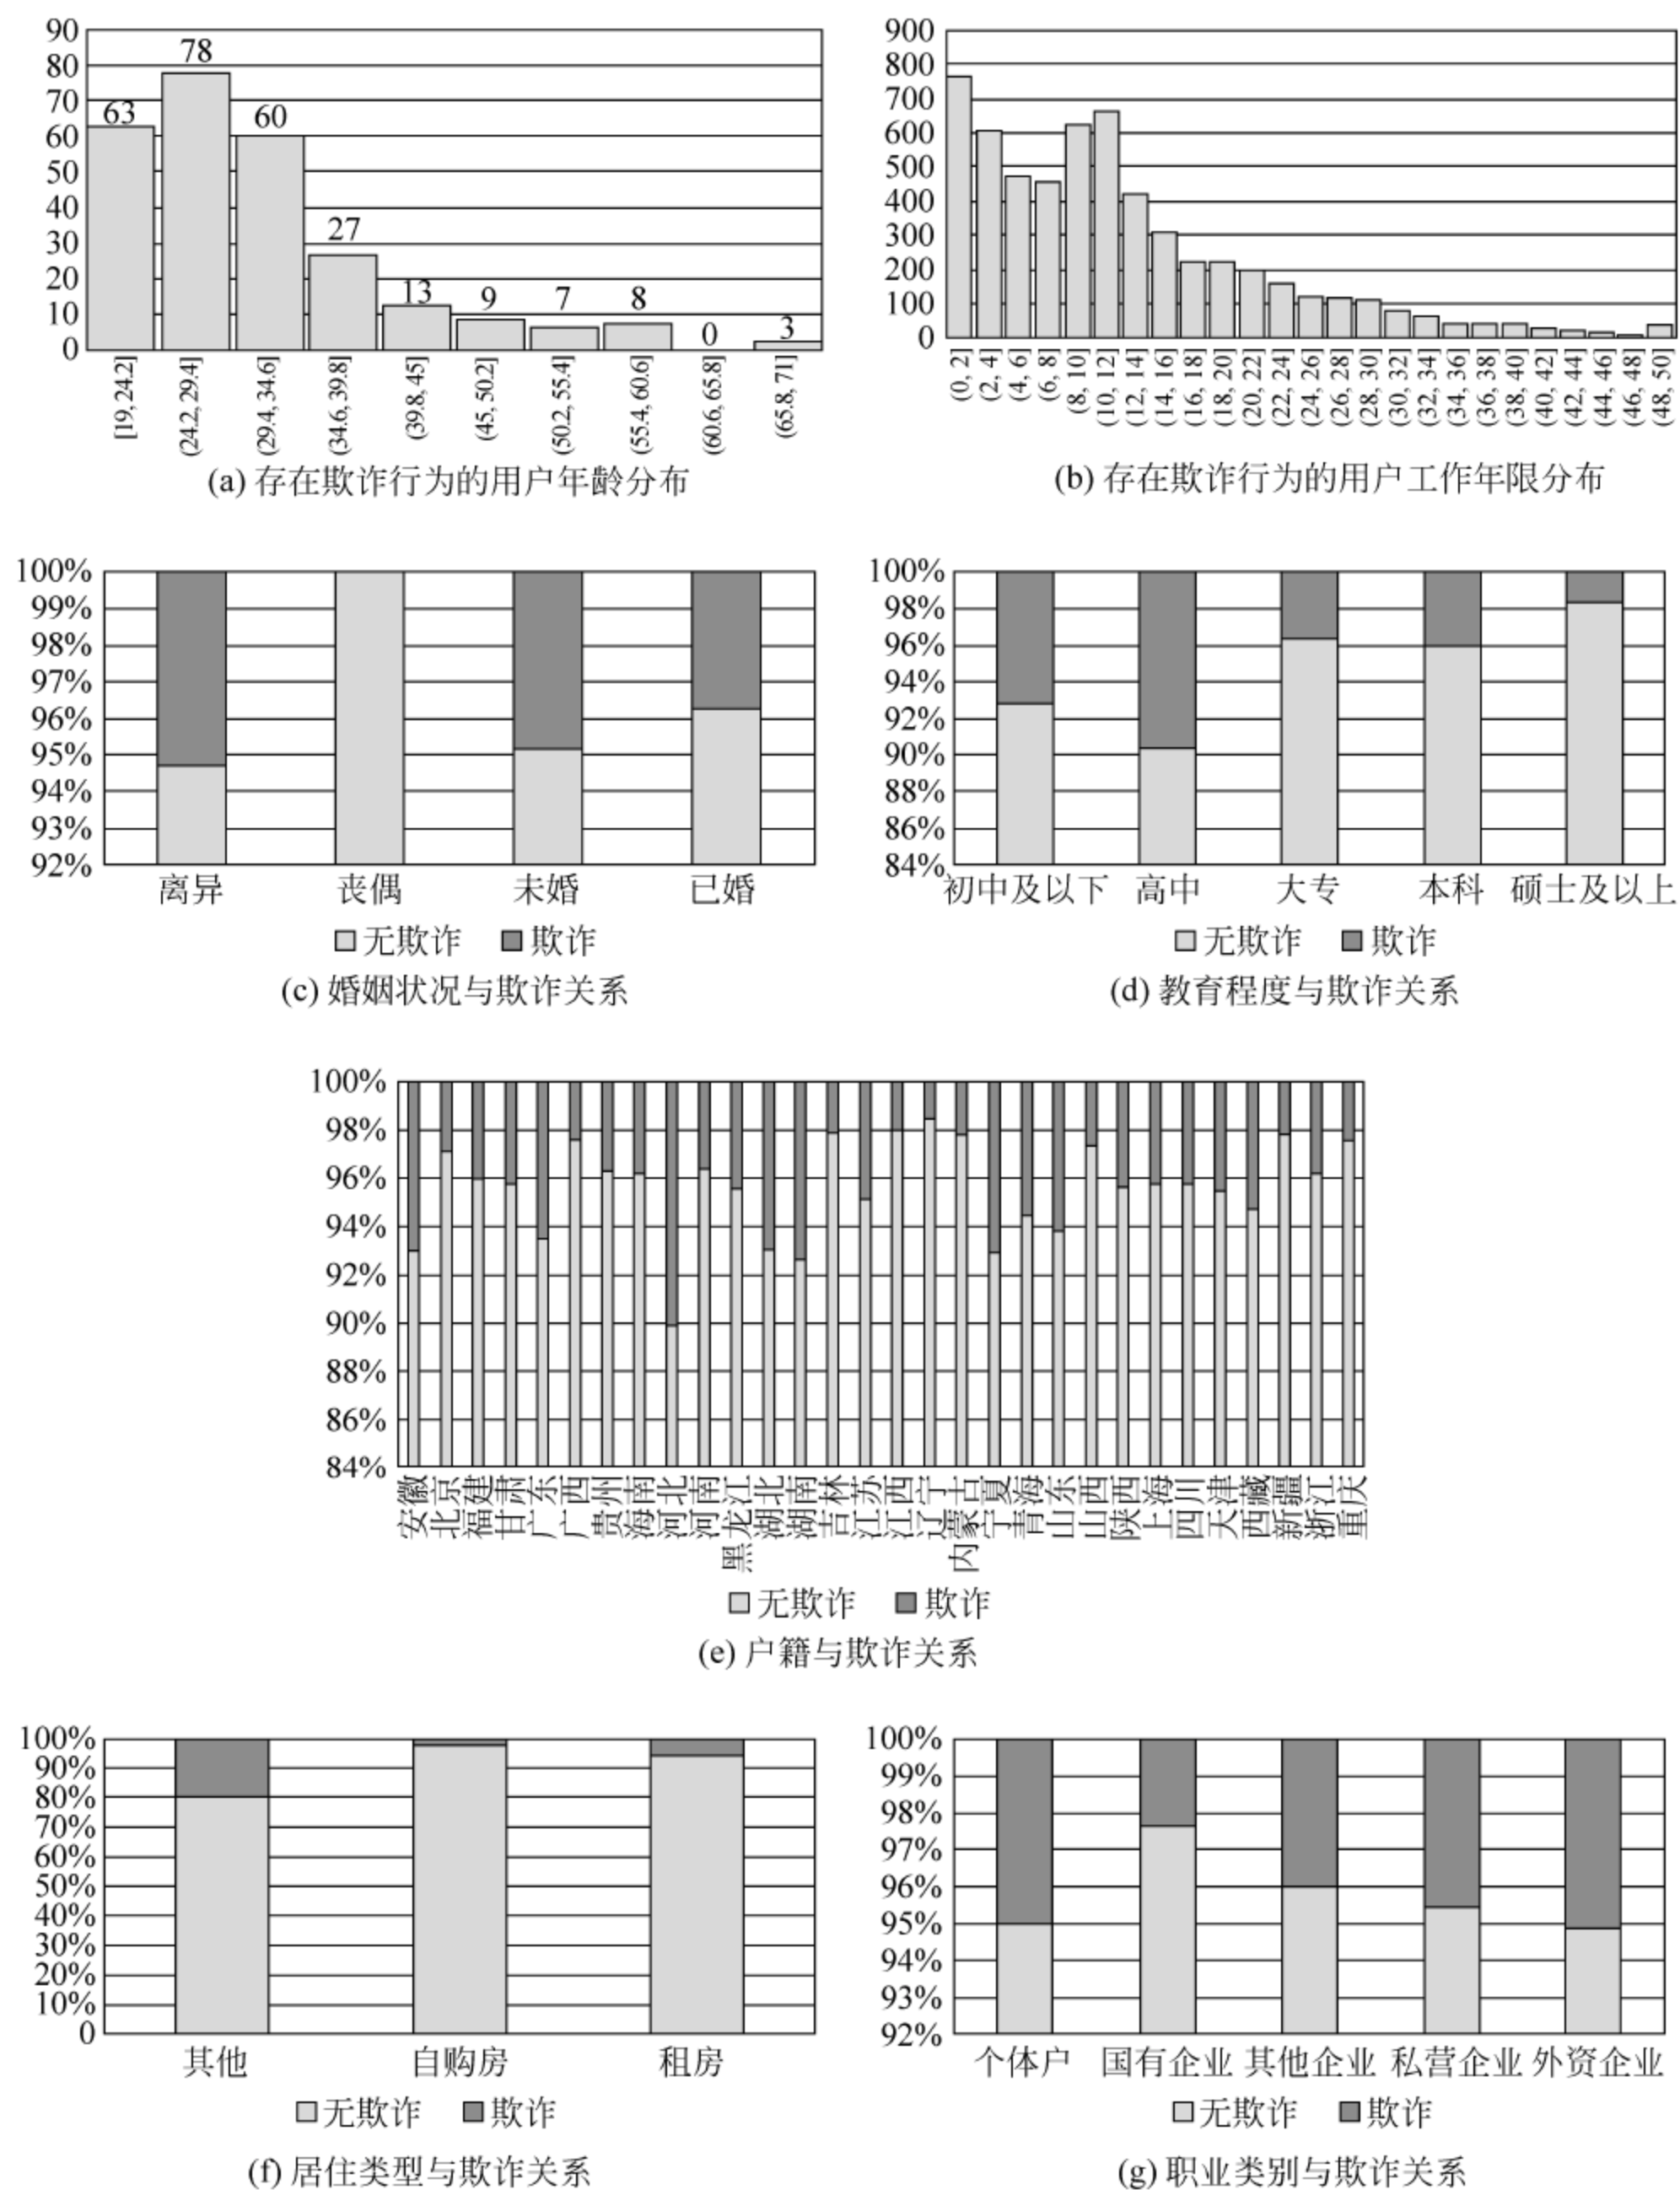 90
80
70
60
50
40
30
20
10
0
63
78
60
27
13
9
7
8
0
3
[19, 24.2]
(24.2, 29.4]
(29.4, 34.6]
(34.6, 39.8]
(39.8, 45]
(45, 50.2]
(50.2, 55.4]
(55.4, 60.6]
(60.6, 65.8]
(65.8, 71]
(a) 存在欺诈行为的用户年龄分布
900
800
700
600
500
400
300
200
100
0
(0, 2]
(2, 4]
(4, 6]
(6, 8]
(8, 10]
(10, 12]
(12, 14]
(14, 16]
(16, 18]
(18, 20]
(20, 22]
(22, 24]
(24, 26]
(26, 28]
(28, 30]
(30, 32]
(32, 34]
(34, 36]
(36, 38]
(38, 40]
(40, 42]
(42, 44]
(44, 46]
(46, 48]
(48, 50]
(b) 存在欺诈行为的用户工作年限分布
100%
99%
98%
97%
96%
95%
94%
93%
92%
离异 丧偶 未婚 已婚
无欺诈 欺诈
(c) 婚姻状况与欺诈关系
100%
98%
96%
94%
92%
90%
88%
86%
84%
初中及以下 高中 大专 本科 硕士及以上
无欺诈 欺诈
(d) 教育程度与欺诈关系
100%
98%
96%
94%
92%
90%
88%
86%
84%
安徽
北京
福建
甘肃
广东
广西
贵州
海南
河北
河南
黑龙江
湖北
湖南
吉林
江苏
江西
辽宁
内蒙古
宁夏
青海
山东
山西
陕西
上海
四川
天津
西藏
新疆
浙江
重庆
无欺诈 欺诈
(e) 户籍与欺诈关系
100%
90%
80%
70%
60%
50%
40%
30%
20%
10%
0
其他 自购房 租房
无欺诈 欺诈
(f) 居住类型与欺诈关系
100%
99%
98%
97%
96%
95%
94%
93%
92%
个体户 国有企业 其他企业 私营企业 外资企业
无欺诈 欺诈
(g) 职业类别与欺诈关系